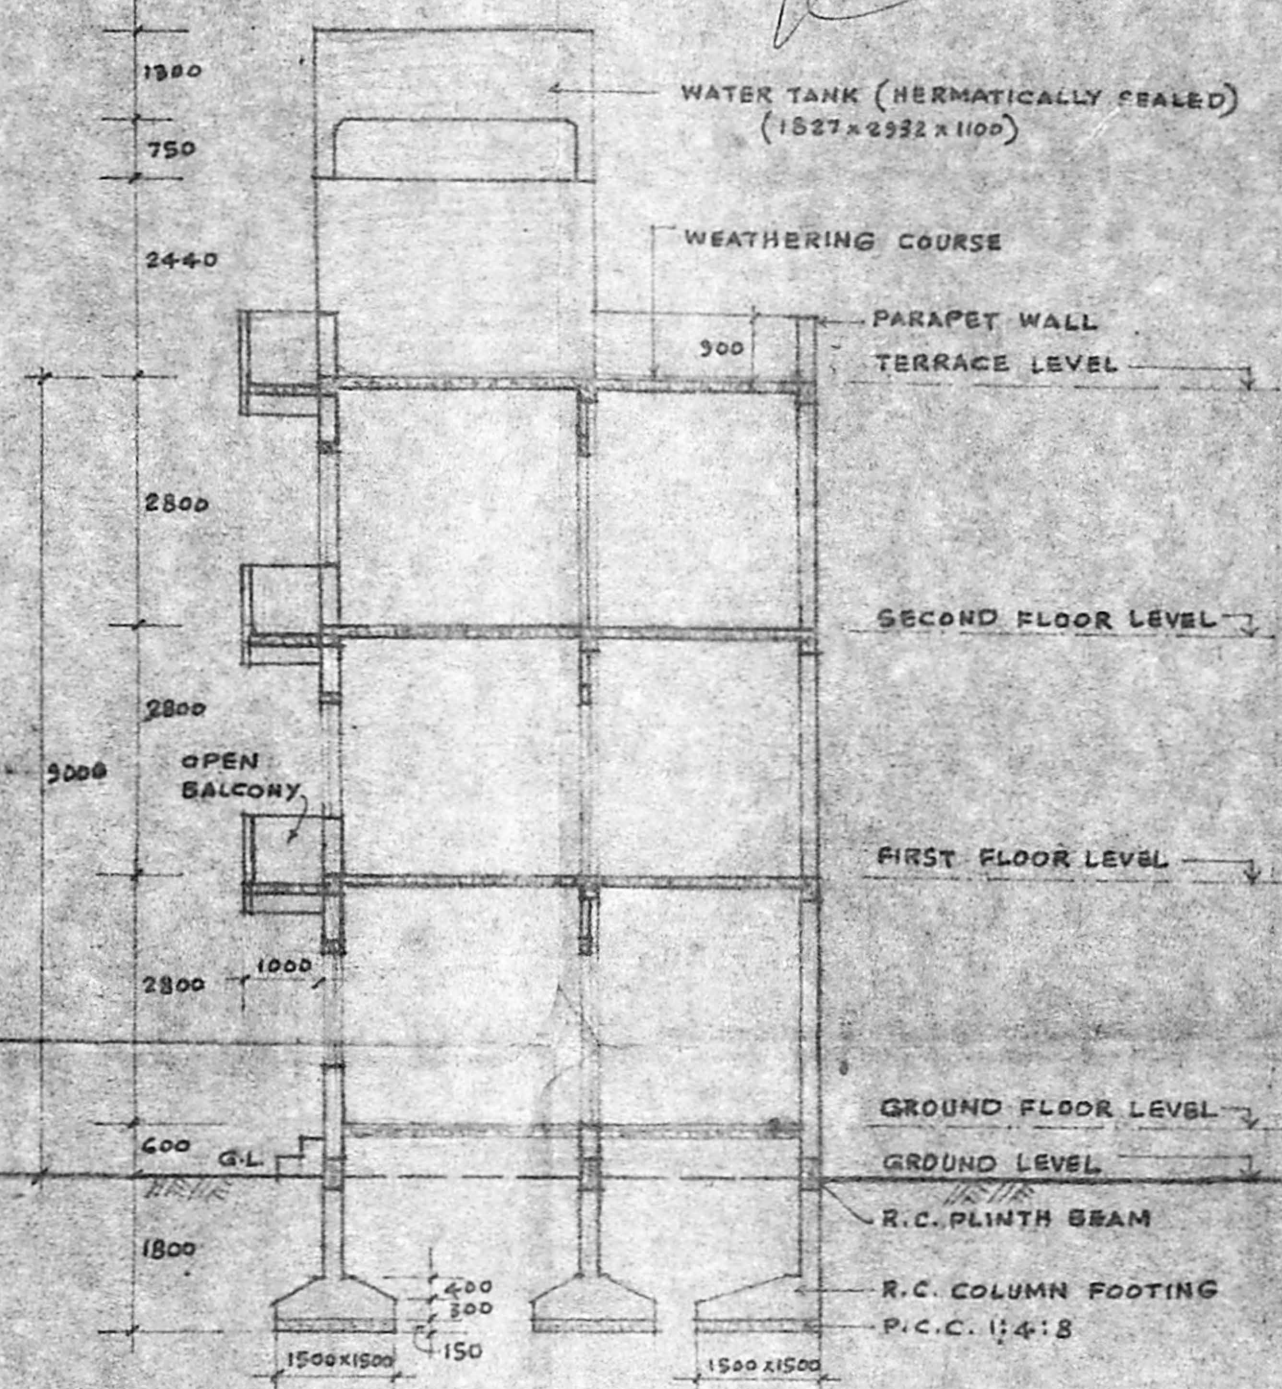 1300
WATER TANK (HERMATICALLY SEALED)
(1827 x 2932 x 1100)
750
WEATHERING COURSE
2440
PARAPET WALL
900
TERRACE LEVEL
2800
SECOND FLOOR LEVEL
2800
9000
OPEN
BALCONY
FIRST FLOOR LEVEL
1000
2800
GROUND FLOOR LEVEL
600
G.L.
GROUND LEVEL
R.C. PLINTH BEAM
1800
400
R.C. COLUMN FOOTING
300
P.C.C. 1:4:8
150
1500x1500
1500x1500